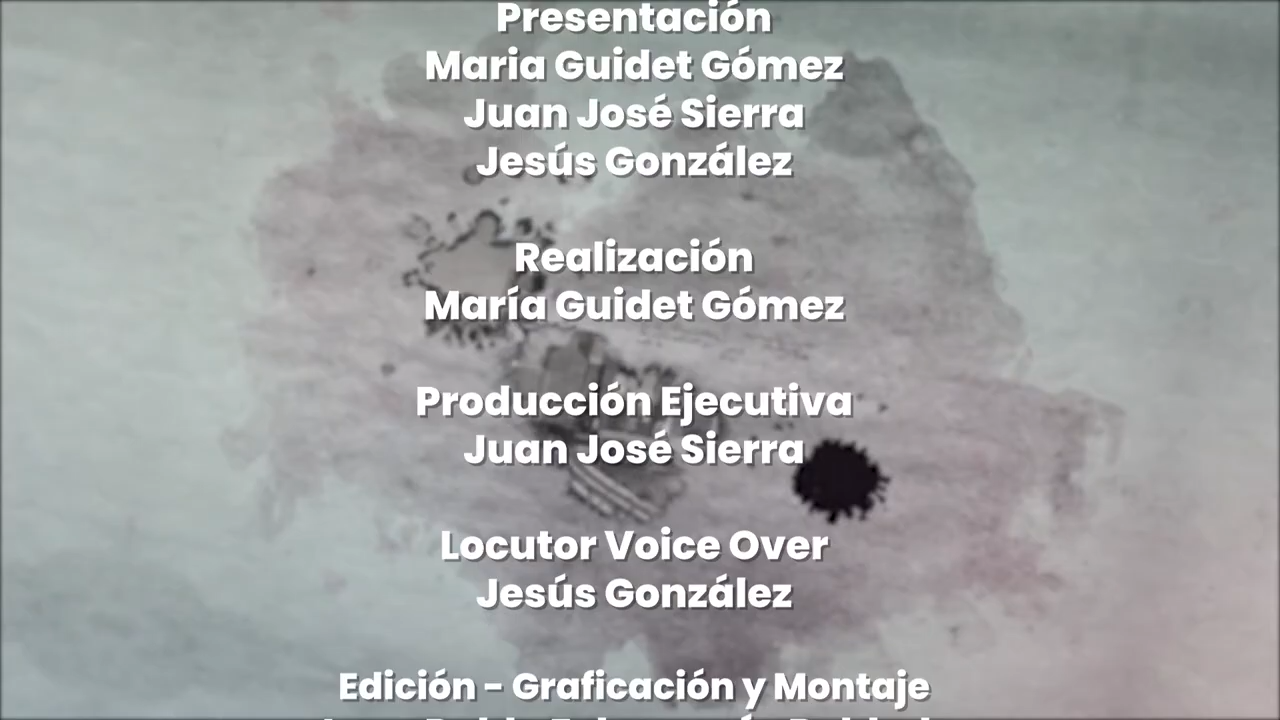 Presentación
Maria Guidet Gómez
Juan José Sierra
Jesús González
Realización
María Guidet Gómez
Producción Ejecutiva
Juan José Sierra
Locutor Voice Over
Jesús González
Edición - Graficación y Montaje